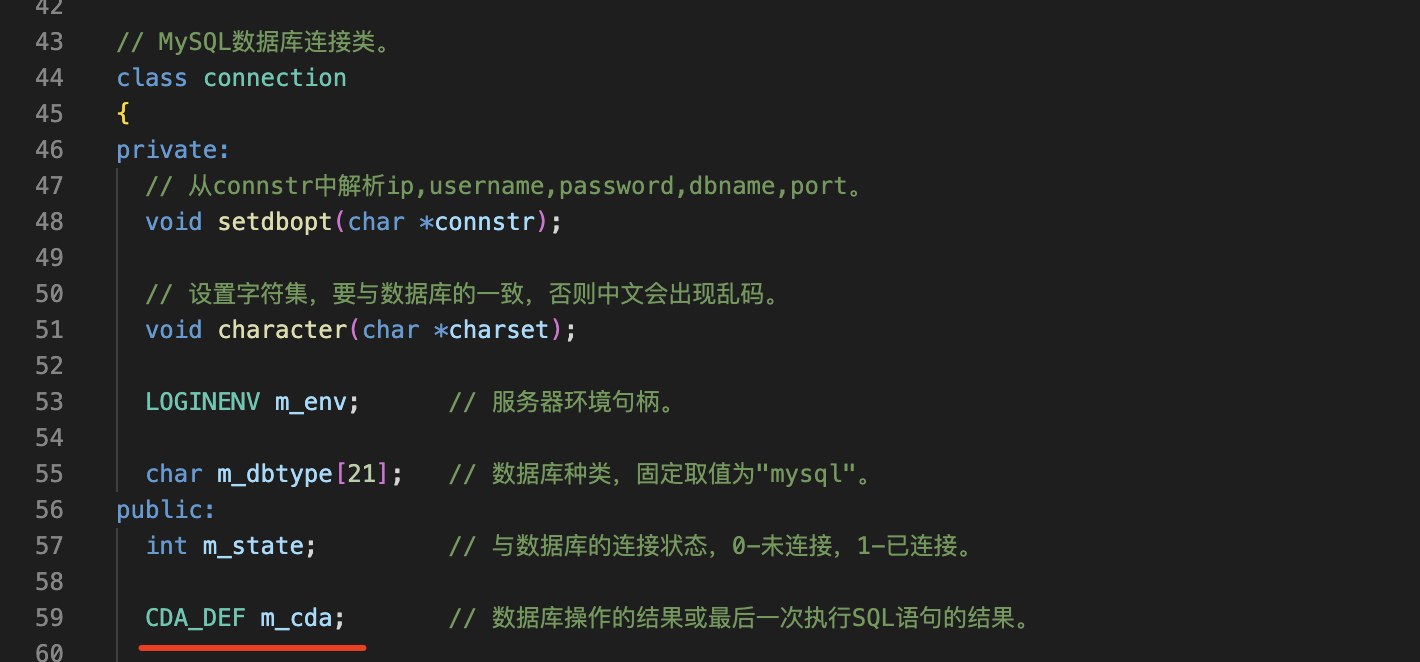 42
43 // MySQL数据库连接类。
44 class connection
45 {
46 private:
47 // 从connstr中解析ip,username,password,dbname,port。
48 void setdbopt(char *connstr);
49
50 // 设置字符集，要与数据库的一致，否则中文会出现乱码。
51 void character(char *charset);
52
53 LOGINENV m_env; // 服务器环境句柄。
54
55 char m_dbtype[21]; // 数据库种类，固定取值为"mysql"。
56 public:
57 int m_state; // 与数据库的连接状态，0-未连接，1-已连接。
58
59 CDA_DEF m_cda; // 数据库操作的结果或最后一次执行SQL语句的结果。
60